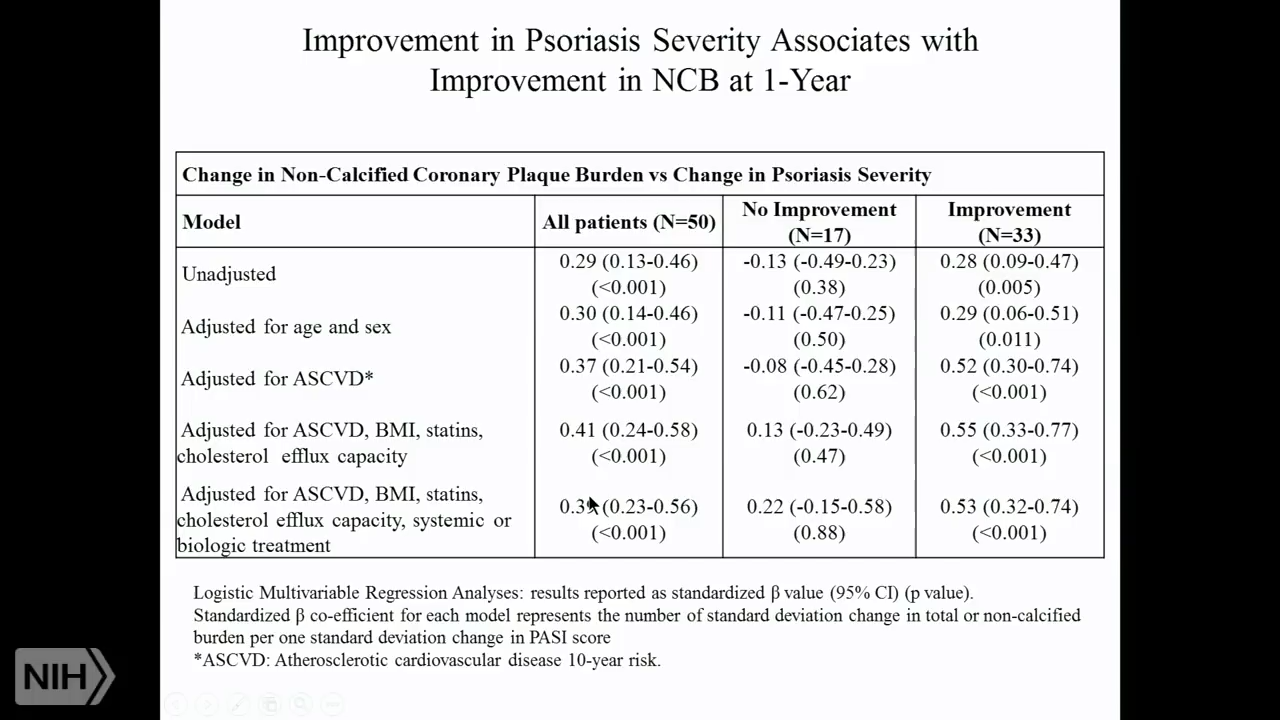 Improvement in Psoriasis Severity Associates with
Improvement in NCB at 1-Year
Change in Non-Calcified Coronary Plaque Burden vs Change in Psoriasis Severity
Model
All patients (N=50)
No Improvement
(N=17)
Improvement
(N=33)
Unadjusted
0.29 (0.13-0.46)
(<0.001)
-0.13 (-0.49-0.23)
(0.38)
0.28 (0.09-0.47)
(0.005)
Adjusted for age and sex
0.30 (0.14-0.46)
(<0.001)
-0.11 (-0.47-0.25)
(0.50)
0.29 (0.06-0.51)
(0.011)
Adjusted for ASCVD*
0.37 (0.21-0.54)
(<0.001)
-0.08 (-0.45-0.28)
(0.62)
0.52 (0.30-0.74)
(<0.001)
Adjusted for ASCVD, BMI, statins,
cholesterol efflux capacity
0.41 (0.24-0.58)
(<0.001)
0.13 (-0.23-0.49)
(0.47)
0.55 (0.33-0.77)
(<0.001)
Adjusted for ASCVD, BMI, statins,
cholesterol efflux capacity, systemic or
biologic treatment
(0.23-0.56)
(<0.001)
0.22 (-0.15-0.58)
(0.88)
0.53 (0.32-0.74)
(<0.001)
Logistic Multivariable Regression Analyses: results reported as standardized β value (95% CI) (p value).
Standardized β co-efficient for each model represents the number of standard deviation change in total or non-calcified
burden per one standard deviation change in PASI score
*ASCVD: Atherosclerotic cardiovascular disease 10-year risk.
NIH